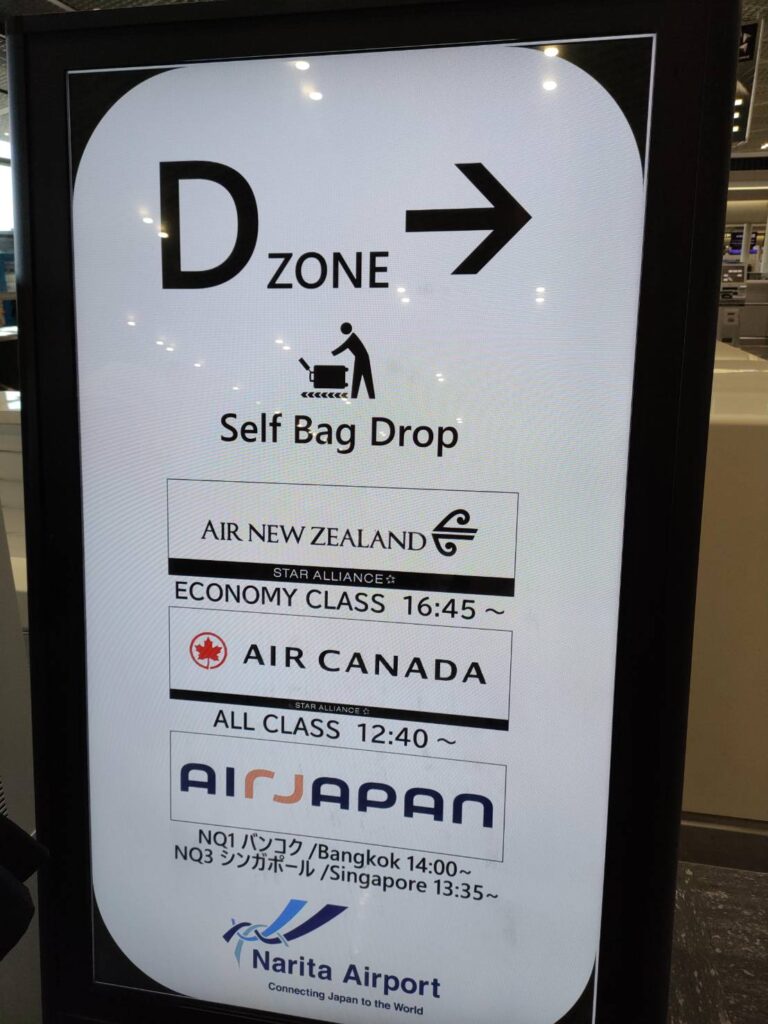 D ZONE →
Self Bag Drop
AIR NEW ZEALAND
STAR ALLIANCE
ECONOMY CLASS 16:45～
AIR CANADA
STAR ALLIANCE
ALL CLASS 12:40～
AIRJAPAN
NQ1 バンコク /Bangkok 14:00~
NQ3 シンガポール /Singapore 13:35~
Narita Airport
Connecting Japan to the World